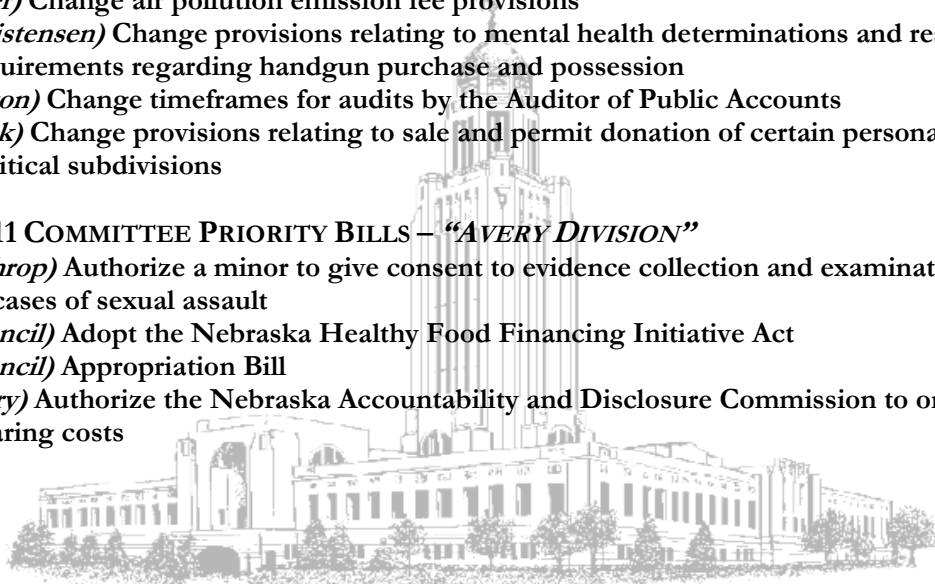 Change air pollution emission fee provisions
istensen) Change provisions relating to mental health determinations and re
uirements regarding handgun purchase and possession
on) Change timeframes for audits by the Auditor of Public Accounts
k) Change provisions relating to sale and permit donation of certain persona
itical subdivisions
11 COMMITTEE PRIORITY BILLS – “AVERY DIVISION”
hrop) Authorize a minor to give consent to evidence collection and examinat
cases of sexual assault
ncil) Adopt the Nebraska Healthy Food Financing Initiative Act
ncil) Appropriation Bill
ry) Authorize the Nebraska Accountability and Disclosure Commission to or
aring costs